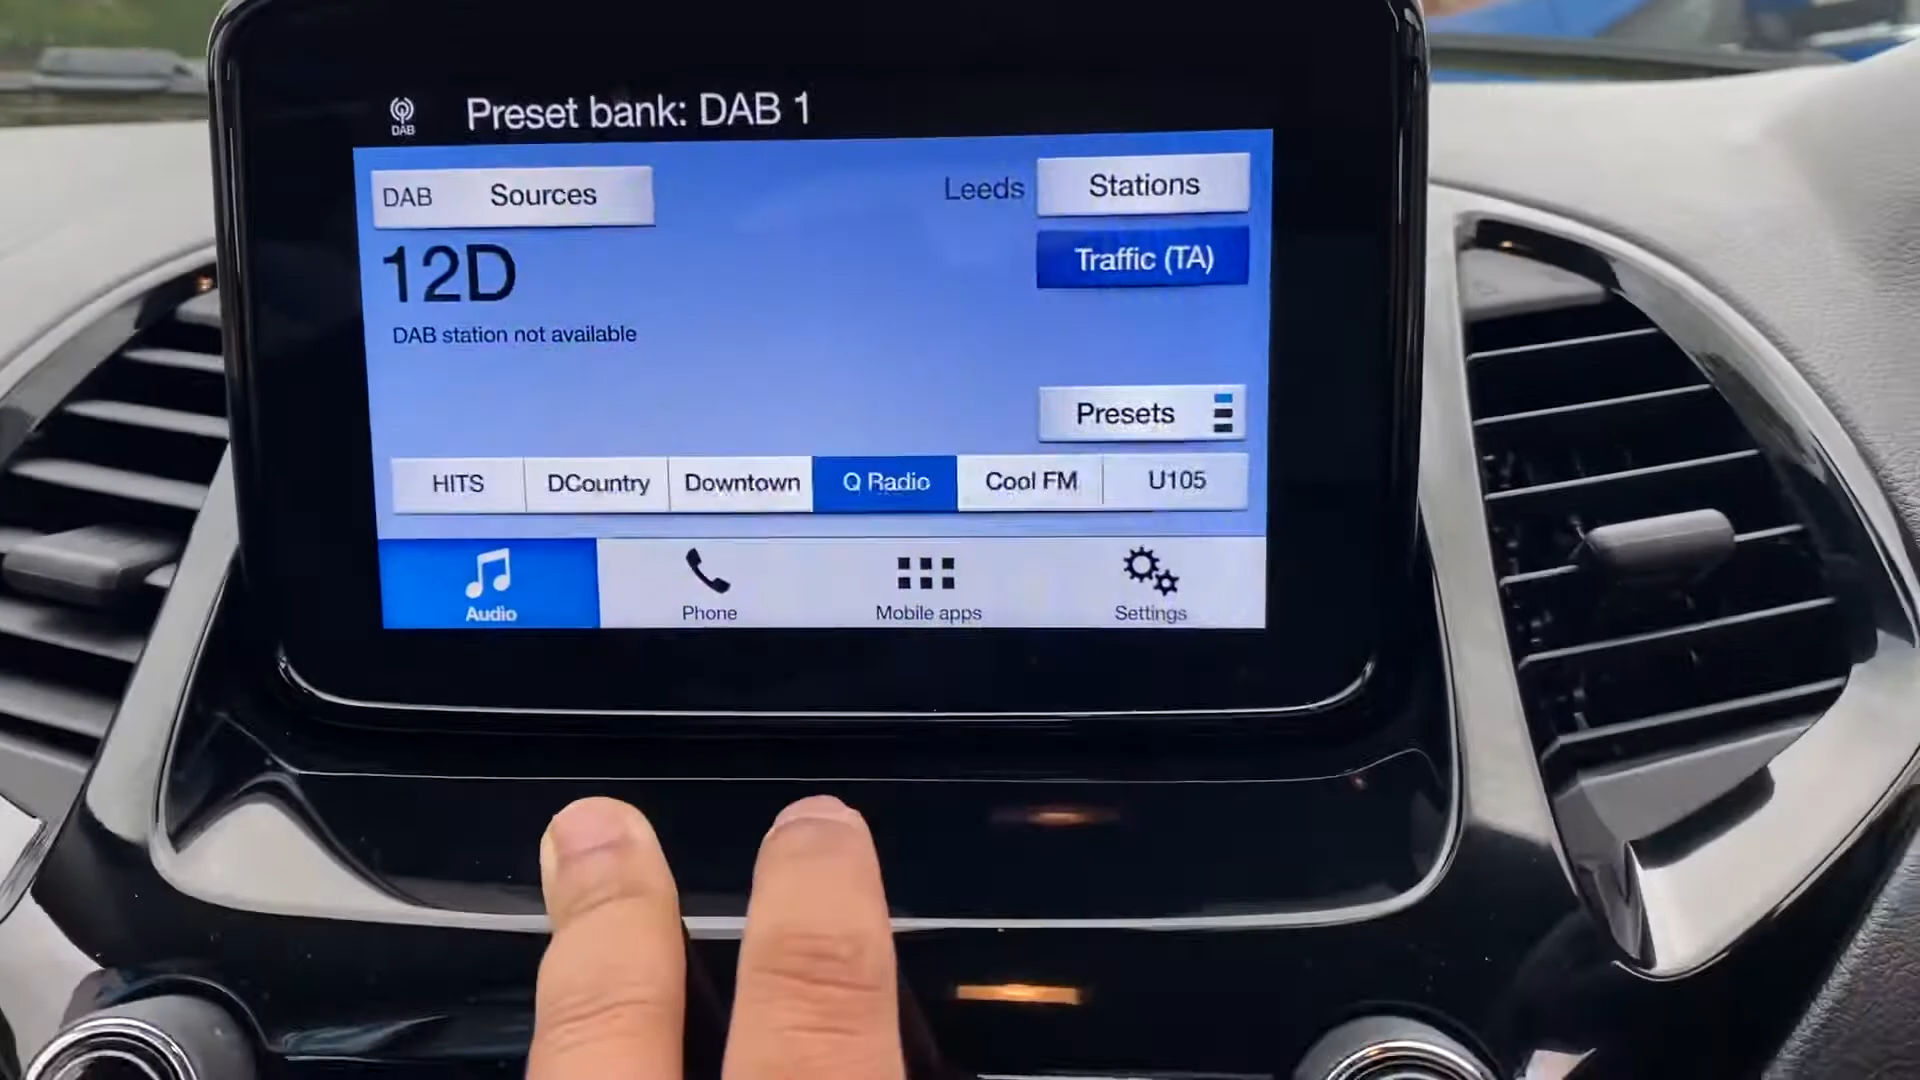 DAB
Preset bank: DAB 1
DAB Sources
Leeds Stations
12D
Traffic (TA)
DAB station not available
Presets
HITS DCountry Downtown Q Radio Cool FM U105
Audio Phone Mobile apps Settings